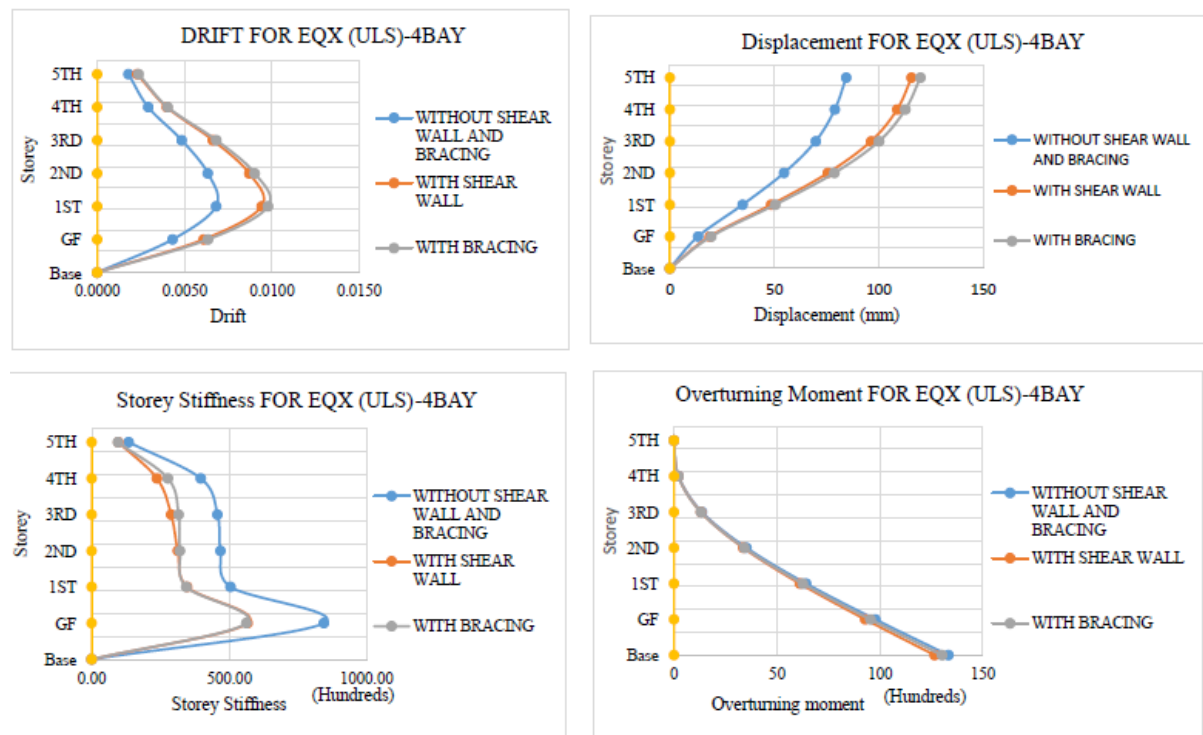 DRIFT FOR EQX (ULS)-4BAY
5TH
4TH
3RD
2ND
1ST
GF
Base
Storey
0.0000 0.0050 0.0100 0.0150
Drift
WITHOUT SHEAR
WALL AND
BRACING
WITH SHEAR
WALL
WITH BRACING
Displacement FOR EQX (ULS)-4BAY
5TH
4TH
3RD
2ND
1ST
GF
Base
Storey
0 50 100 150
Displacement (mm)
WITHOUT SHEAR WALL
AND BRACING
WITH SHEAR WALL
WITH BRACING
Storey Stiffness FOR EQX (ULS)-4BAY
5TH
4TH
3RD
2ND
1ST
GF
Base
Storey
0.00 500.00 1000.00
(Hundreds)
Storey Stiffness
WITHOUT SHEAR
WALL AND
BRACING
WITH SHEAR
WALL
WITH BRACING
Overturning Moment FOR EQX (ULS)-4BAY
5TH
4TH
3RD
2ND
1ST
GF
Base
Storey
0 50 100 150
Overturning moment (Hundreds)
WITHOUT SHEAR
WALL AND
BRACING
WITH SHEAR WALL
WITH BRACING